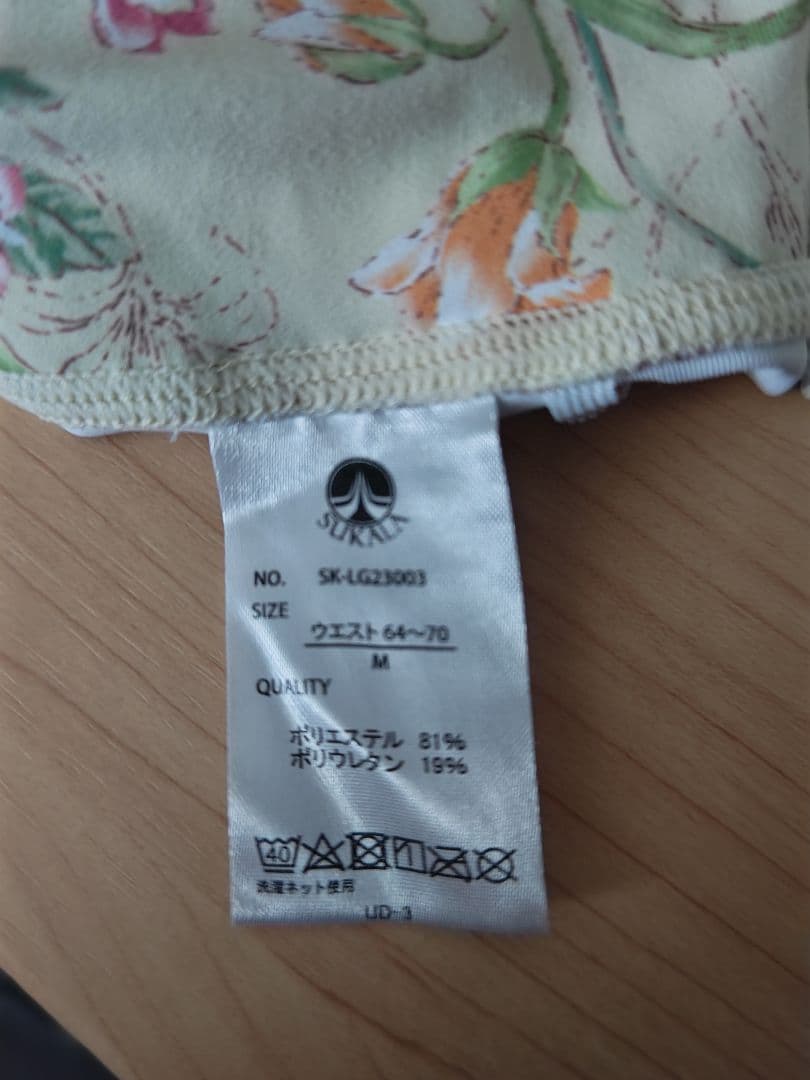 SUKALA
NO. SK-LG23003
SIZE
ウエスト 64～70
M
QUALITY
ポリエステル 81%
ポリウレタン 19%
40
洗濯ネット使用
UD-3